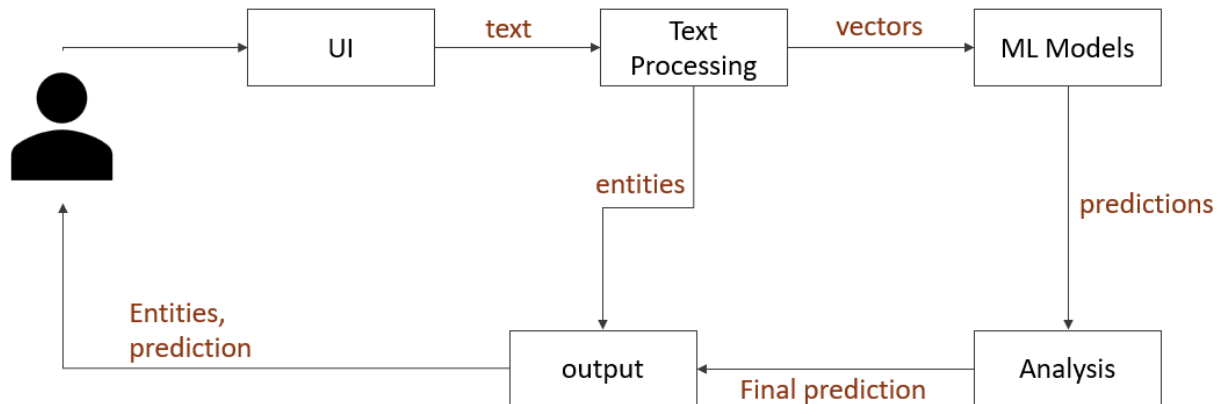 UI
text
Text
Processing
vectors
ML Models
entities
predictions
Entities,
prediction
output
Final prediction
Analysis